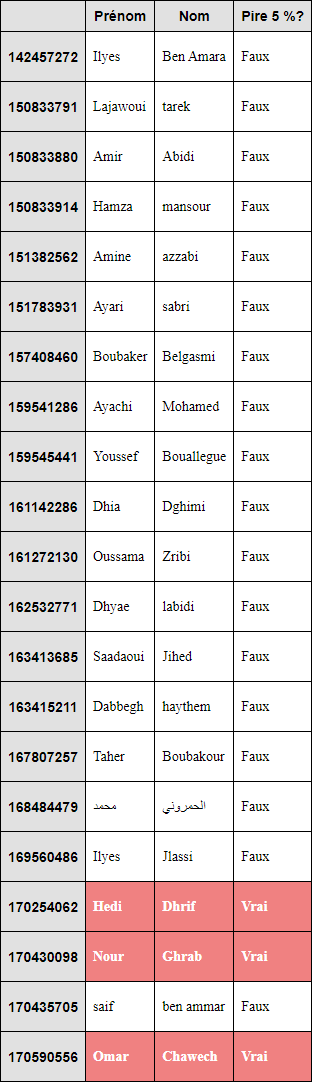 Prénom Nom Pire 5 %?
142457272 Ilyes Ben Amara Faux
150833791 Lajawoui tarek Faux
150833880 Amir Abidi Faux
150833914 Hamza mansour Faux
151382562 Amine azzabi Faux
151783931 Ayari sabri Faux
157408460 Boubaker Belgasmi Faux
159541286 Ayachi Mohamed Faux
159545441 Youssef Bouallegue Faux
161142286 Dhia Dghimi Faux
161272130 Oussama Zribi Faux
162532771 Dhyae labidi Faux
163413685 Saadaoui Jihed Faux
163415211 Dabbegh haythem Faux
167807257 Taher Boubakour Faux
168484479 محمد الحمروني Faux
169560486 Ilyes Jlassi Faux
170254062 Hedi Dhrif Vrai
170430098 Nour Ghrab Vrai
170435705 saif ben ammar Faux
170590556 Omar Chawech Vrai